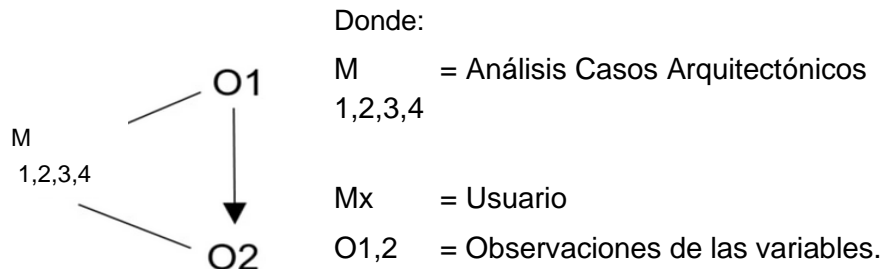 Donde:
O1
M = Análisis Casos Arquitectónicos
1,2,3,4
M
1,2,3,4
Mx = Usuario
O2
O1,2 = Observaciones de las variables.